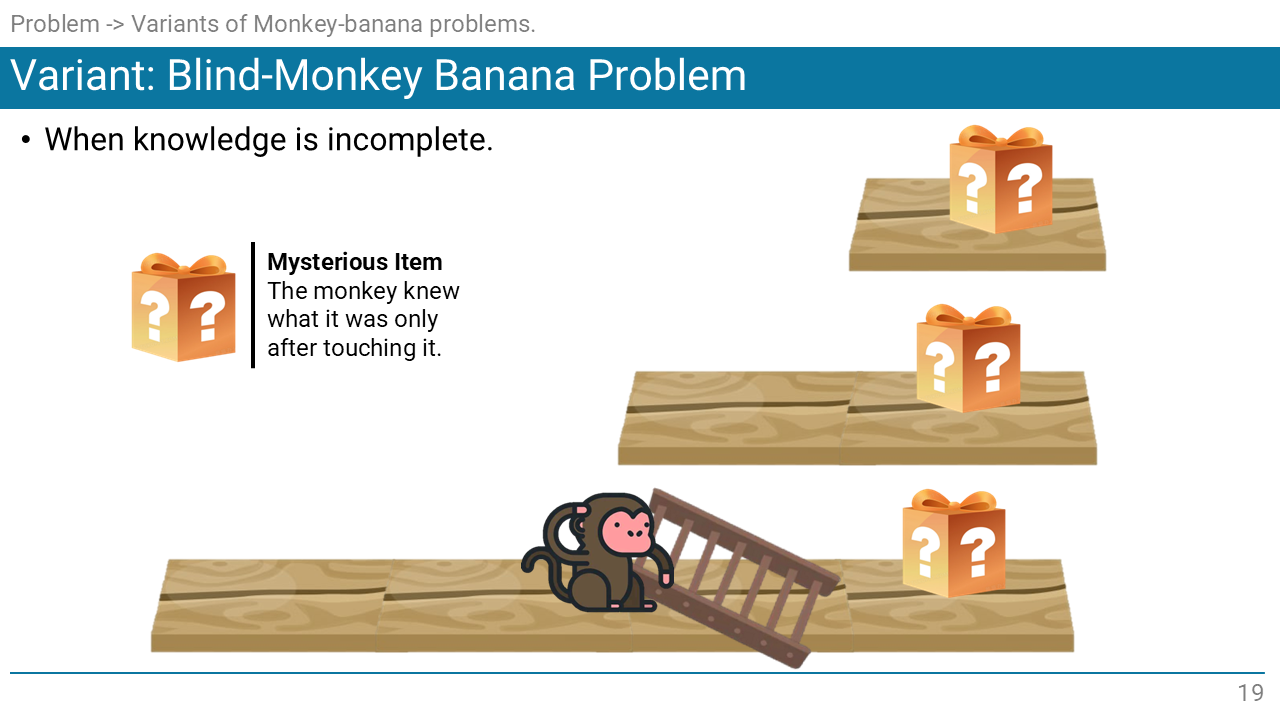 Problem -> Variants of Monkey-banana problems.
Variant: Blind-Monkey Banana Problem
• When knowledge is incomplete.
? ?
? ?
Mysterious Item
The monkey knew
what it was only
after touching it.
? ?
? ?
19